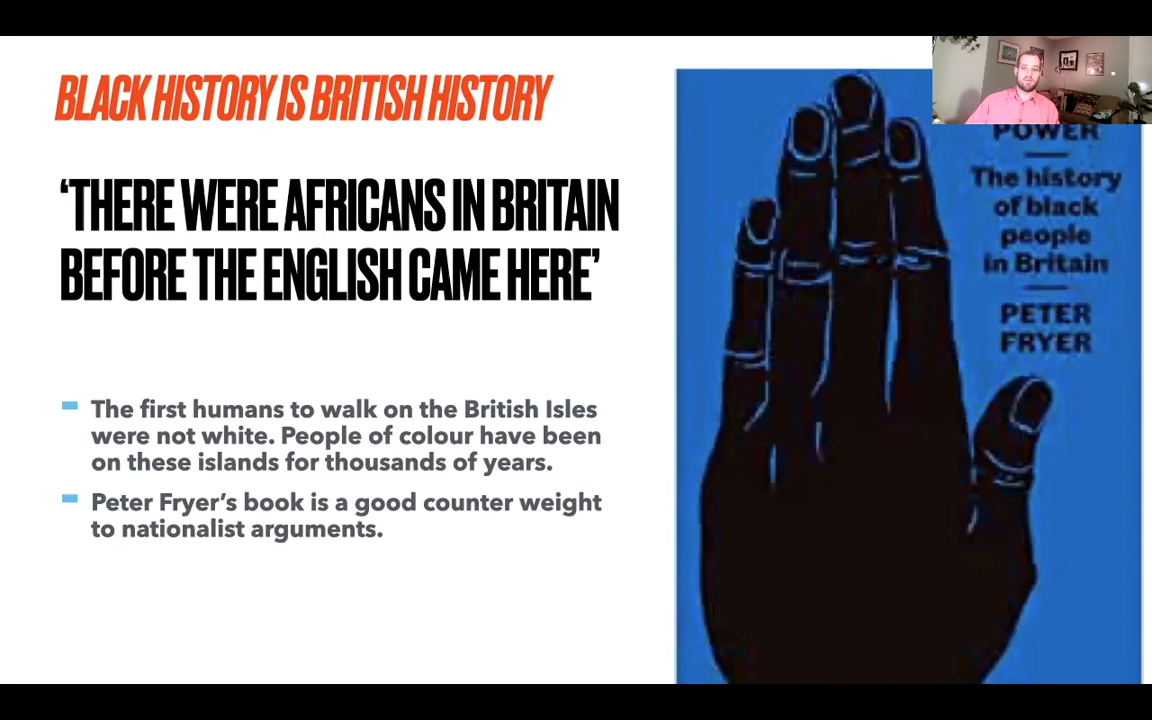 BLACK HISTORY IS BRITISH HISTORY
‘THERE WERE AFRICANS IN BRITAIN
BEFORE THE ENGLISH CAME HERE’
The first humans to walk on the British Isles
were not white. People of colour have been
on these islands for thousands of years.
Peter Fryer’s book is a good counter weight
to nationalist arguments.
POWER
The history
of black
people
in Britain
PETER
FRYER